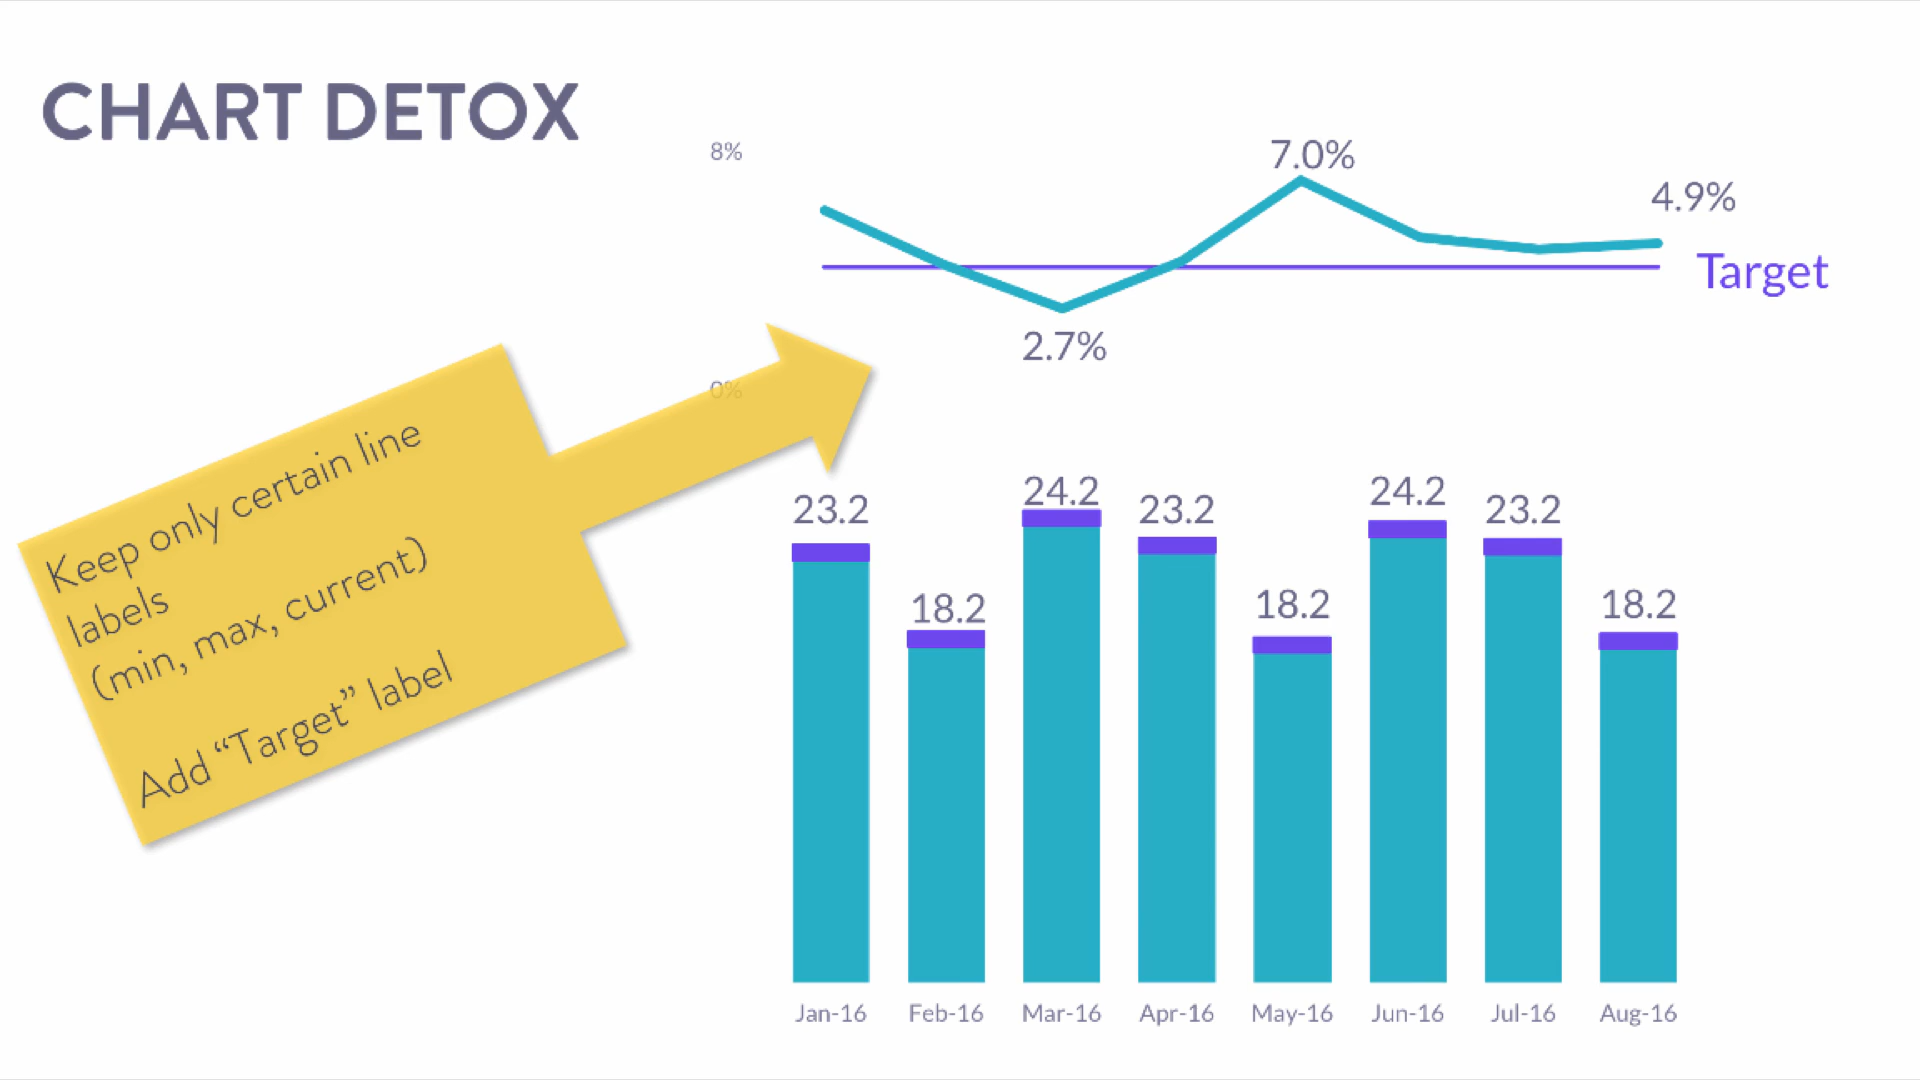 CHART DETOX
8%
7.0%
4.9%
Target
2.7%
0%
Keep only certain line
labels
(min, max, current)
Add “Target” label
23.2
18.2
24.2
23.2
18.2
24.2
23.2
18.2
Jan-16 Feb-16 Mar-16 Apr-16 May-16 Jun-16 Jul-16 Aug-16